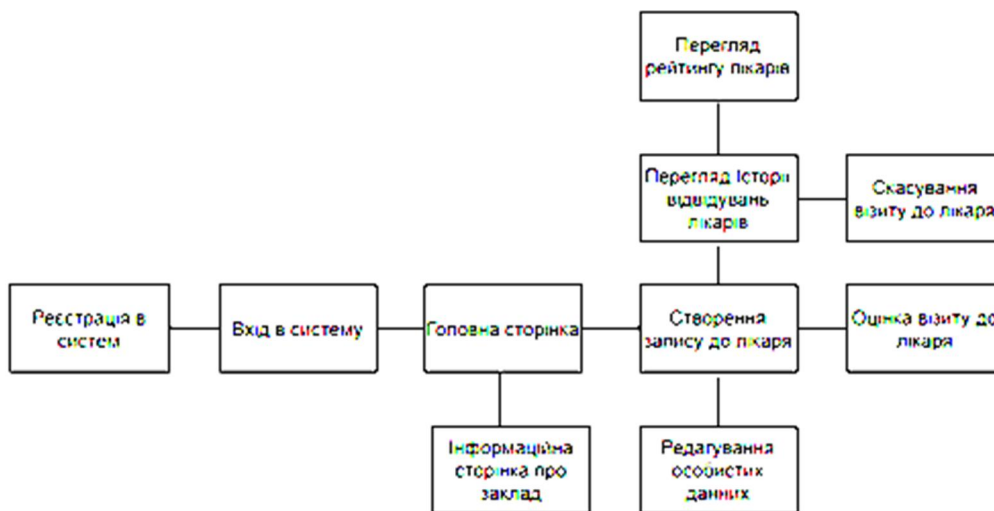 Перегляд
рейтингу лікарів
Перегляд історії
відвідувань
лікарів
Скасування
візиту до лікаря
Реєстрація в
систем
Вхід в систему
Головна сторінка
Створення
запису до лікаря
Оцінка візиту до
лікаря
Інформаційна
сторінка про
заклад
Редагування
особистих
данних